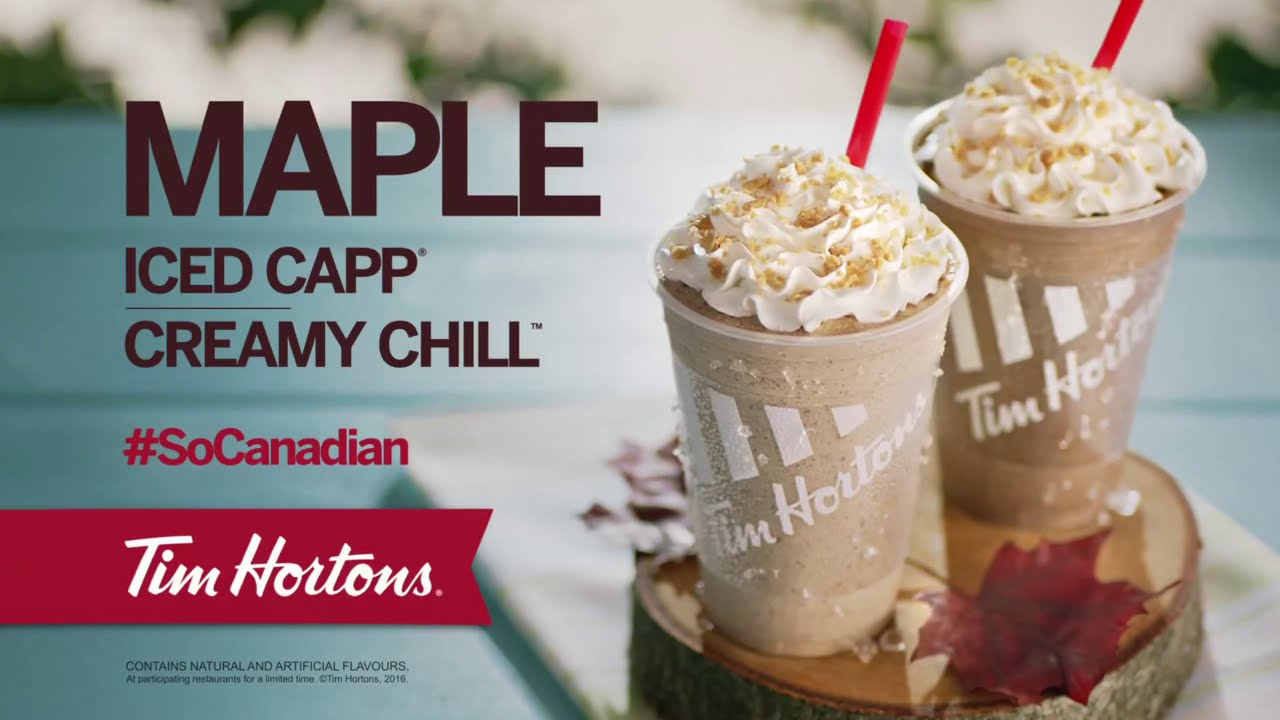 MAPLE
ICED CAPP®
CREAMY CHILL™
#SoCanadian
Tim Hortons®
CONTAINS NATURAL AND ARTIFICIAL FLAVOURS.
At participating restaurants for a limited time. ©Tim Hortons, 2016.
Tim Hortons
Tim Hortons